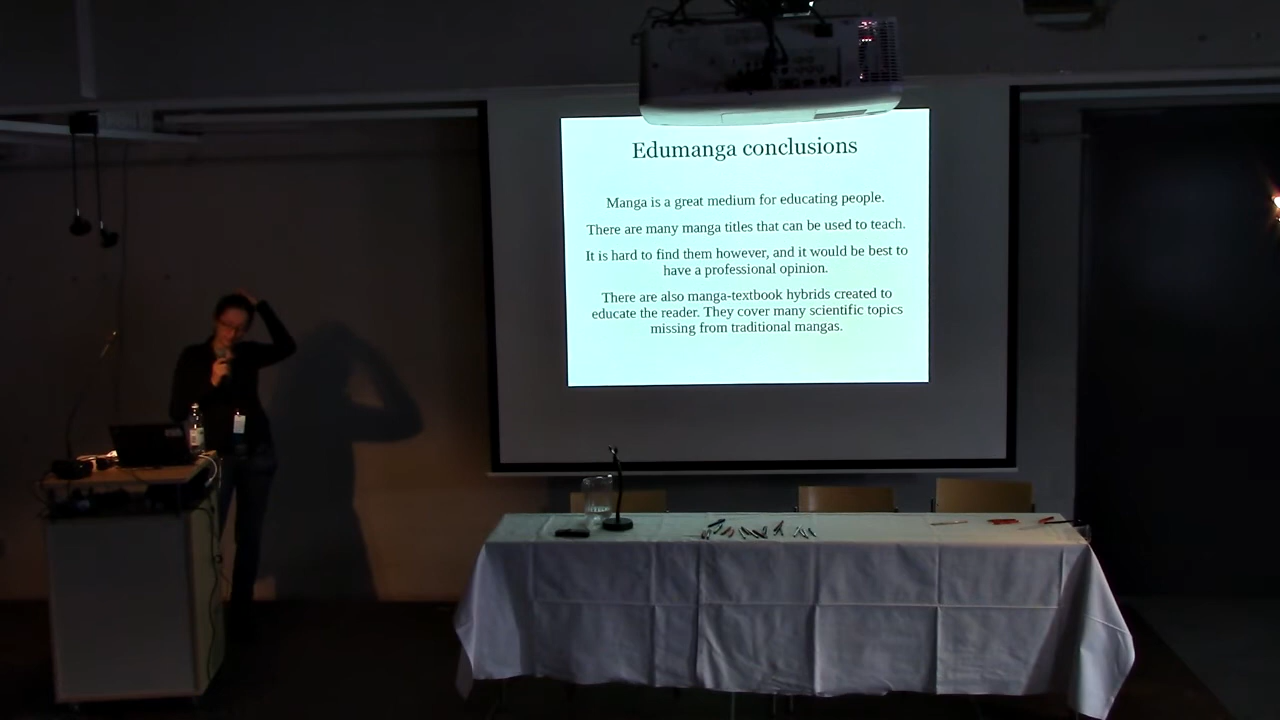 Edumanga conclusions
Manga is a great medium for educating people.
There are many manga titles that can be used to teach.
It is hard to find them however, and it would be best to
have a professional opinion.
There are also manga-textbook hybrids created to
educate the reader. They cover many scientific topics
missing from traditional mangas.